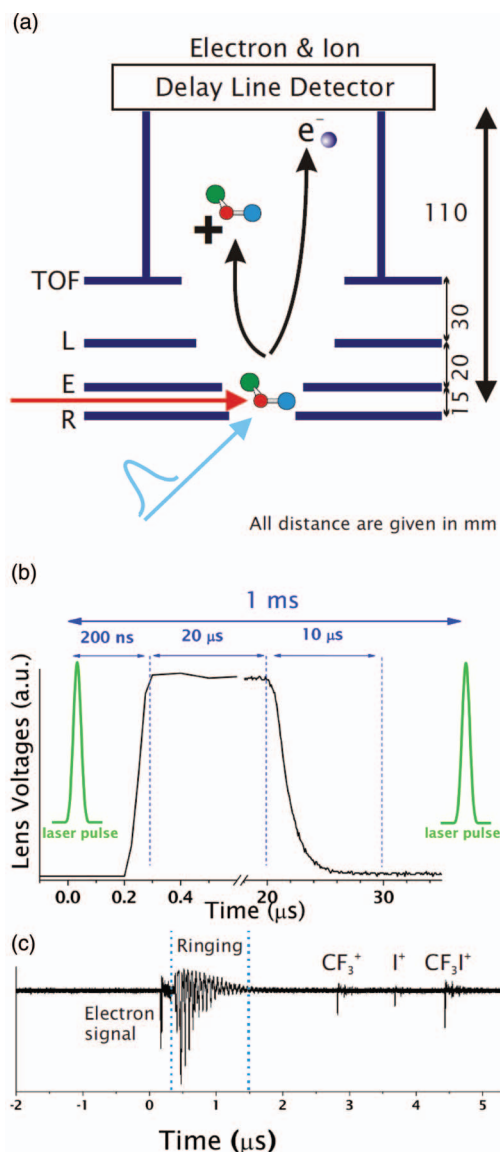 (a)
Electron & Ion
Delay Line Detector
e⁻
+
110
TOF
30
L
20
E
15
R
All distance are given in mm
(b)
1 ms
200 ns
20 μs
10 μs
Lens Voltages (a.u.)
laser pulse
laser pulse
0.0
0.2
0.4
20
30
Time (μs)
(c)
Ringing
CF₃⁺
I⁺
CF₃I⁺
Electron
signal
-2
-1
0
1
2
3
4
5
Time (μs)